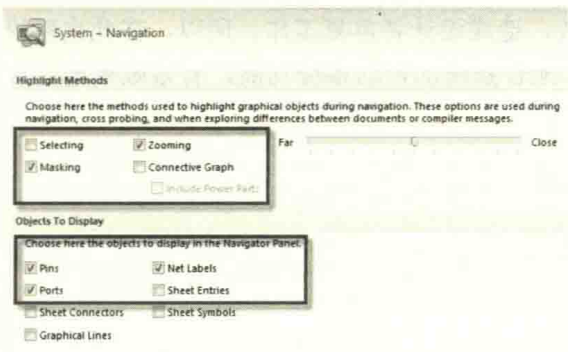 System – Navigation
Highlight Methods
Choose here the methods used to highlight graphical objects during navigation. These options are used during
navigation, cross probing, and when exploring differences between documents or compiler messages.
Selecting Zooming Far Close
Masking Connective Graph
Include Power Parts
Objects To Display
Choose here the objects to display in the Navigator Panel.
Pins Net Labels
Ports Sheet Entries
Sheet Connectors Sheet Symbols
Graphical Lines